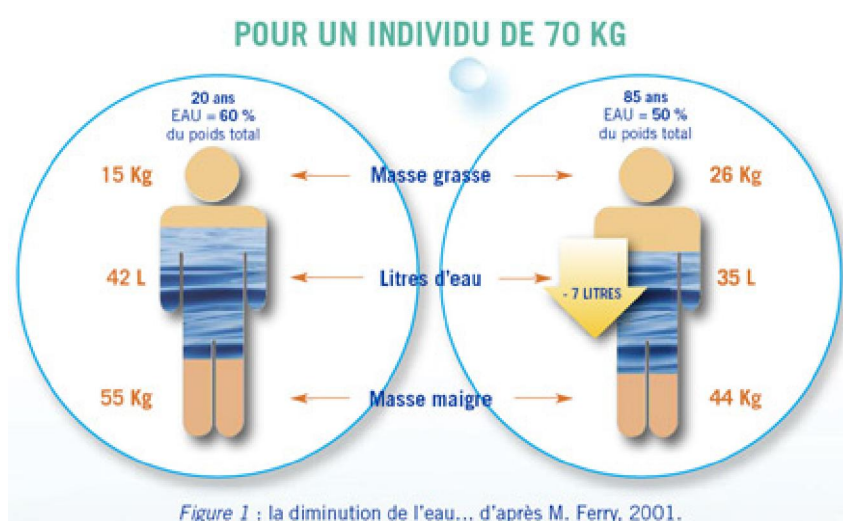 POUR UN INDIVIDU DE 70 KG
20 ans
EAU = 60 %
du poids total
85 ans
EAU = 50 %
du poids total
15 Kg
Masse grasse
26 Kg
42 L
Litres d'eau
- 7 LITRES
35 L
55 Kg
Masse maigre
44 Kg
Figure 1 : la diminution de l'eau... d'après M. Ferry, 2001.